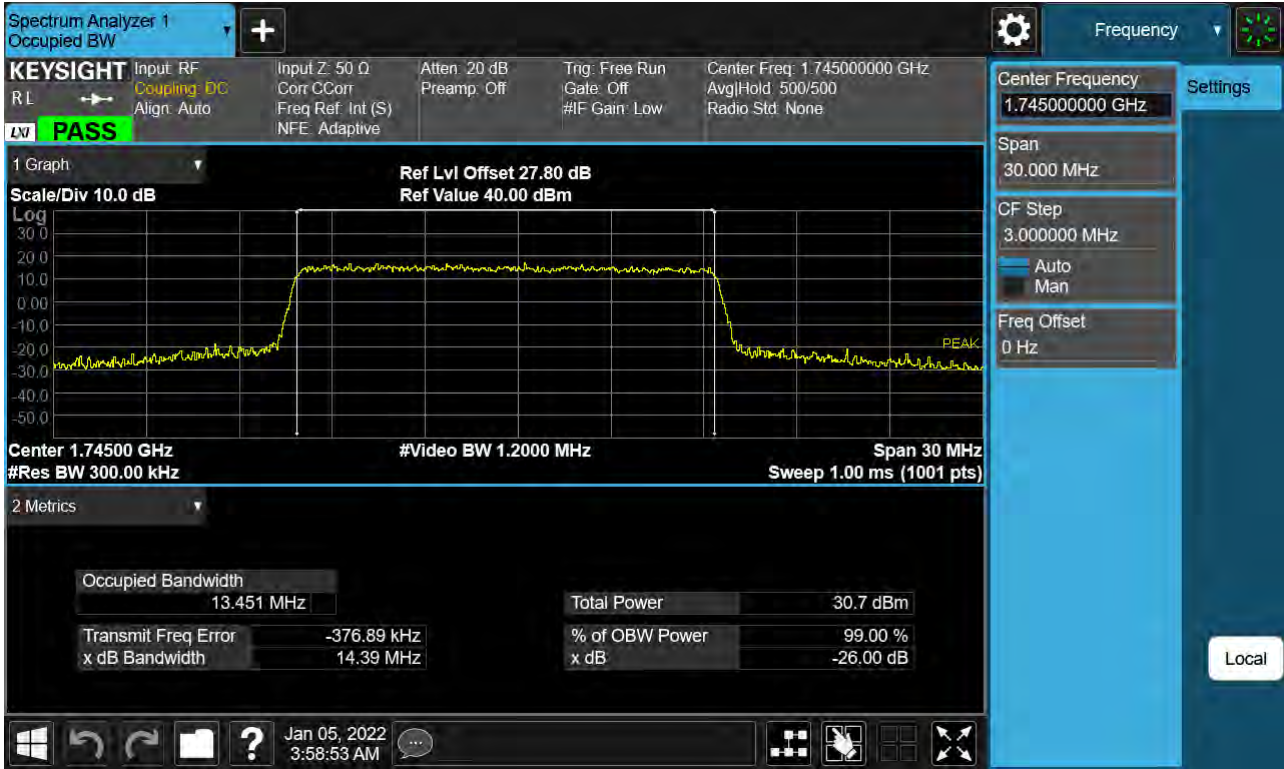 Spectrum Analyzer 1
Occupied BW
+
Frequency
KEYSIGHT
RL
LXI
PASS
Input: RF
Coupling: DC
Align: Auto
Input Z: 50 Ω
Corr CCorr
Freq Ref: Int (S)
NFE: Adaptive
Atten: 20 dB
Preamp: Off
Trig: Free Run
Gate: Off
#IF Gain: Low
Center Freq: 1.745000000 GHz
Avg|Hold: 500/500
Radio Std: None
Center Frequency
1.745000000 GHz
Settings
Span
30.000 MHz
CF Step
3.000000 MHz
Auto
Man
Freq Offset
0 Hz
Local
1 Graph
Scale/Div 10.0 dB
Ref Lvl Offset 27.80 dB
Ref Value 40.00 dBm
Log
30.0
20.0
10.0
0.00
-10.0
-20.0
-30.0
-40.0
-50.0
PEAK
Center 1.74500 GHz
#Video BW 1.2000 MHz
Span 30 MHz
#Res BW 300.00 kHz
Sweep 1.00 ms (1001 pts)
2 Metrics
Occupied Bandwidth
13.451 MHz
Total Power 30.7 dBm
Transmit Freq Error -376.89 kHz
% of OBW Power 99.00 %
x dB Bandwidth 14.39 MHz
x dB -26.00 dB
?
Jan 05, 2022
3:58:53 AM